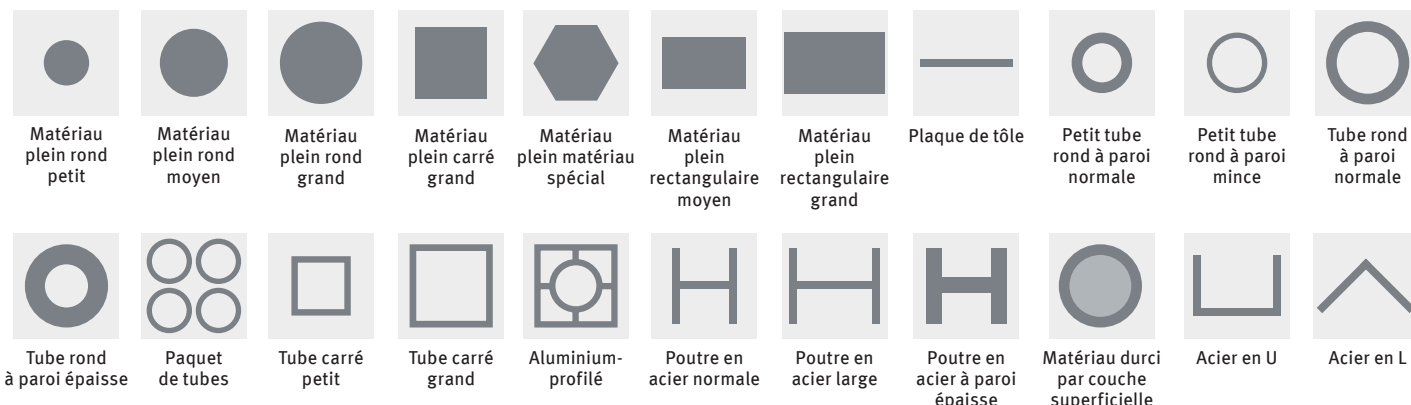 Matériau
plein rond
petit
Matériau
plein rond
moyen
Matériau
plein rond
grand
Matériau
plein carré
grand
Matériau
plein matériau
spécial
Matériau
plein
rectangulaire
moyen
Matériau
plein
rectangulaire
grand
Plaque de tôle
Petit tube
rond à paroi
normale
Petit tube
rond à paroi
mince
Tube rond
à paroi
normale
Tube rond
à paroi épaisse
Paquet
de tubes
Tube carré
petit
Tube carré
grand
Aluminium-
profilé
Poutre en
acier normale
Poutre en
acier large
Poutre en
acier à paroi
épaisse
Matériau durci
par couche
superficielle
Acier en U
Acier en L